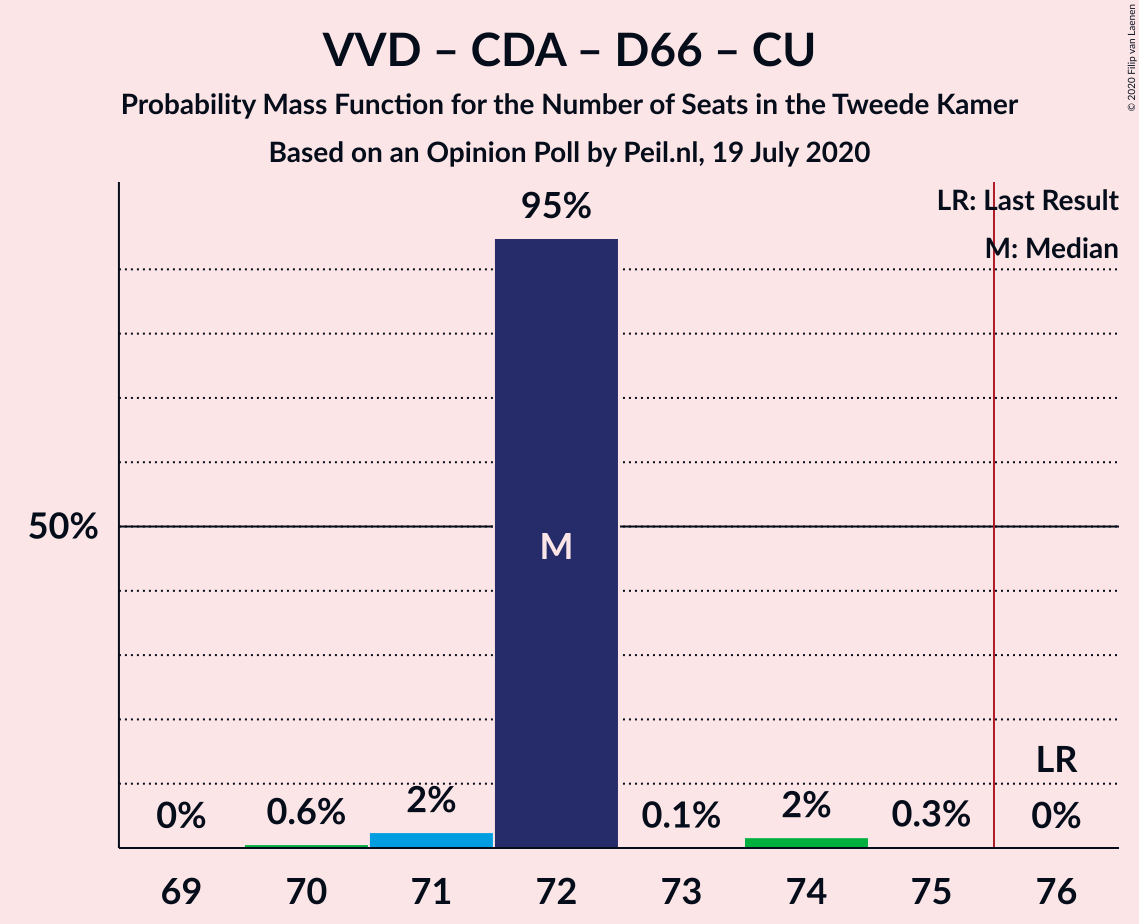 VVD – CDA – D66 – CU
Probability Mass Function for the Number of Seats in the Tweede Kamer
Based on an Opinion Poll by Peil.nl, 19 July 2020
© 2020 Filip van Laenen
LR: Last Result
M: Median
95%
50%
M
LR
0% 0.6% 2% 0.1% 2% 0.3% 0%
69 70 71 72 73 74 75 76